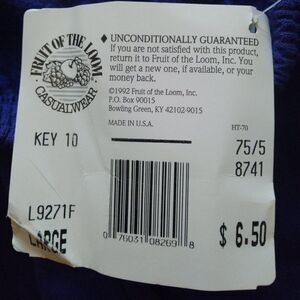 FRUIT OF THE LOOM
CASUALWEAR
UNCONDITIONALLY GUARANTEED
If you are not satisfied with this product,
return it to Fruit of the Loom, Inc. You
will get a new one, if available, or your
money back.
©1992 Fruit of the Loom, Inc.
P.O. Box 90015
Bowling Green, KY 42102-9015
MADE IN U.S.A.
HT-70
KEY 10
75/5
8741
L9271F
LARGE
0 76031 08269 8
$ 6.50